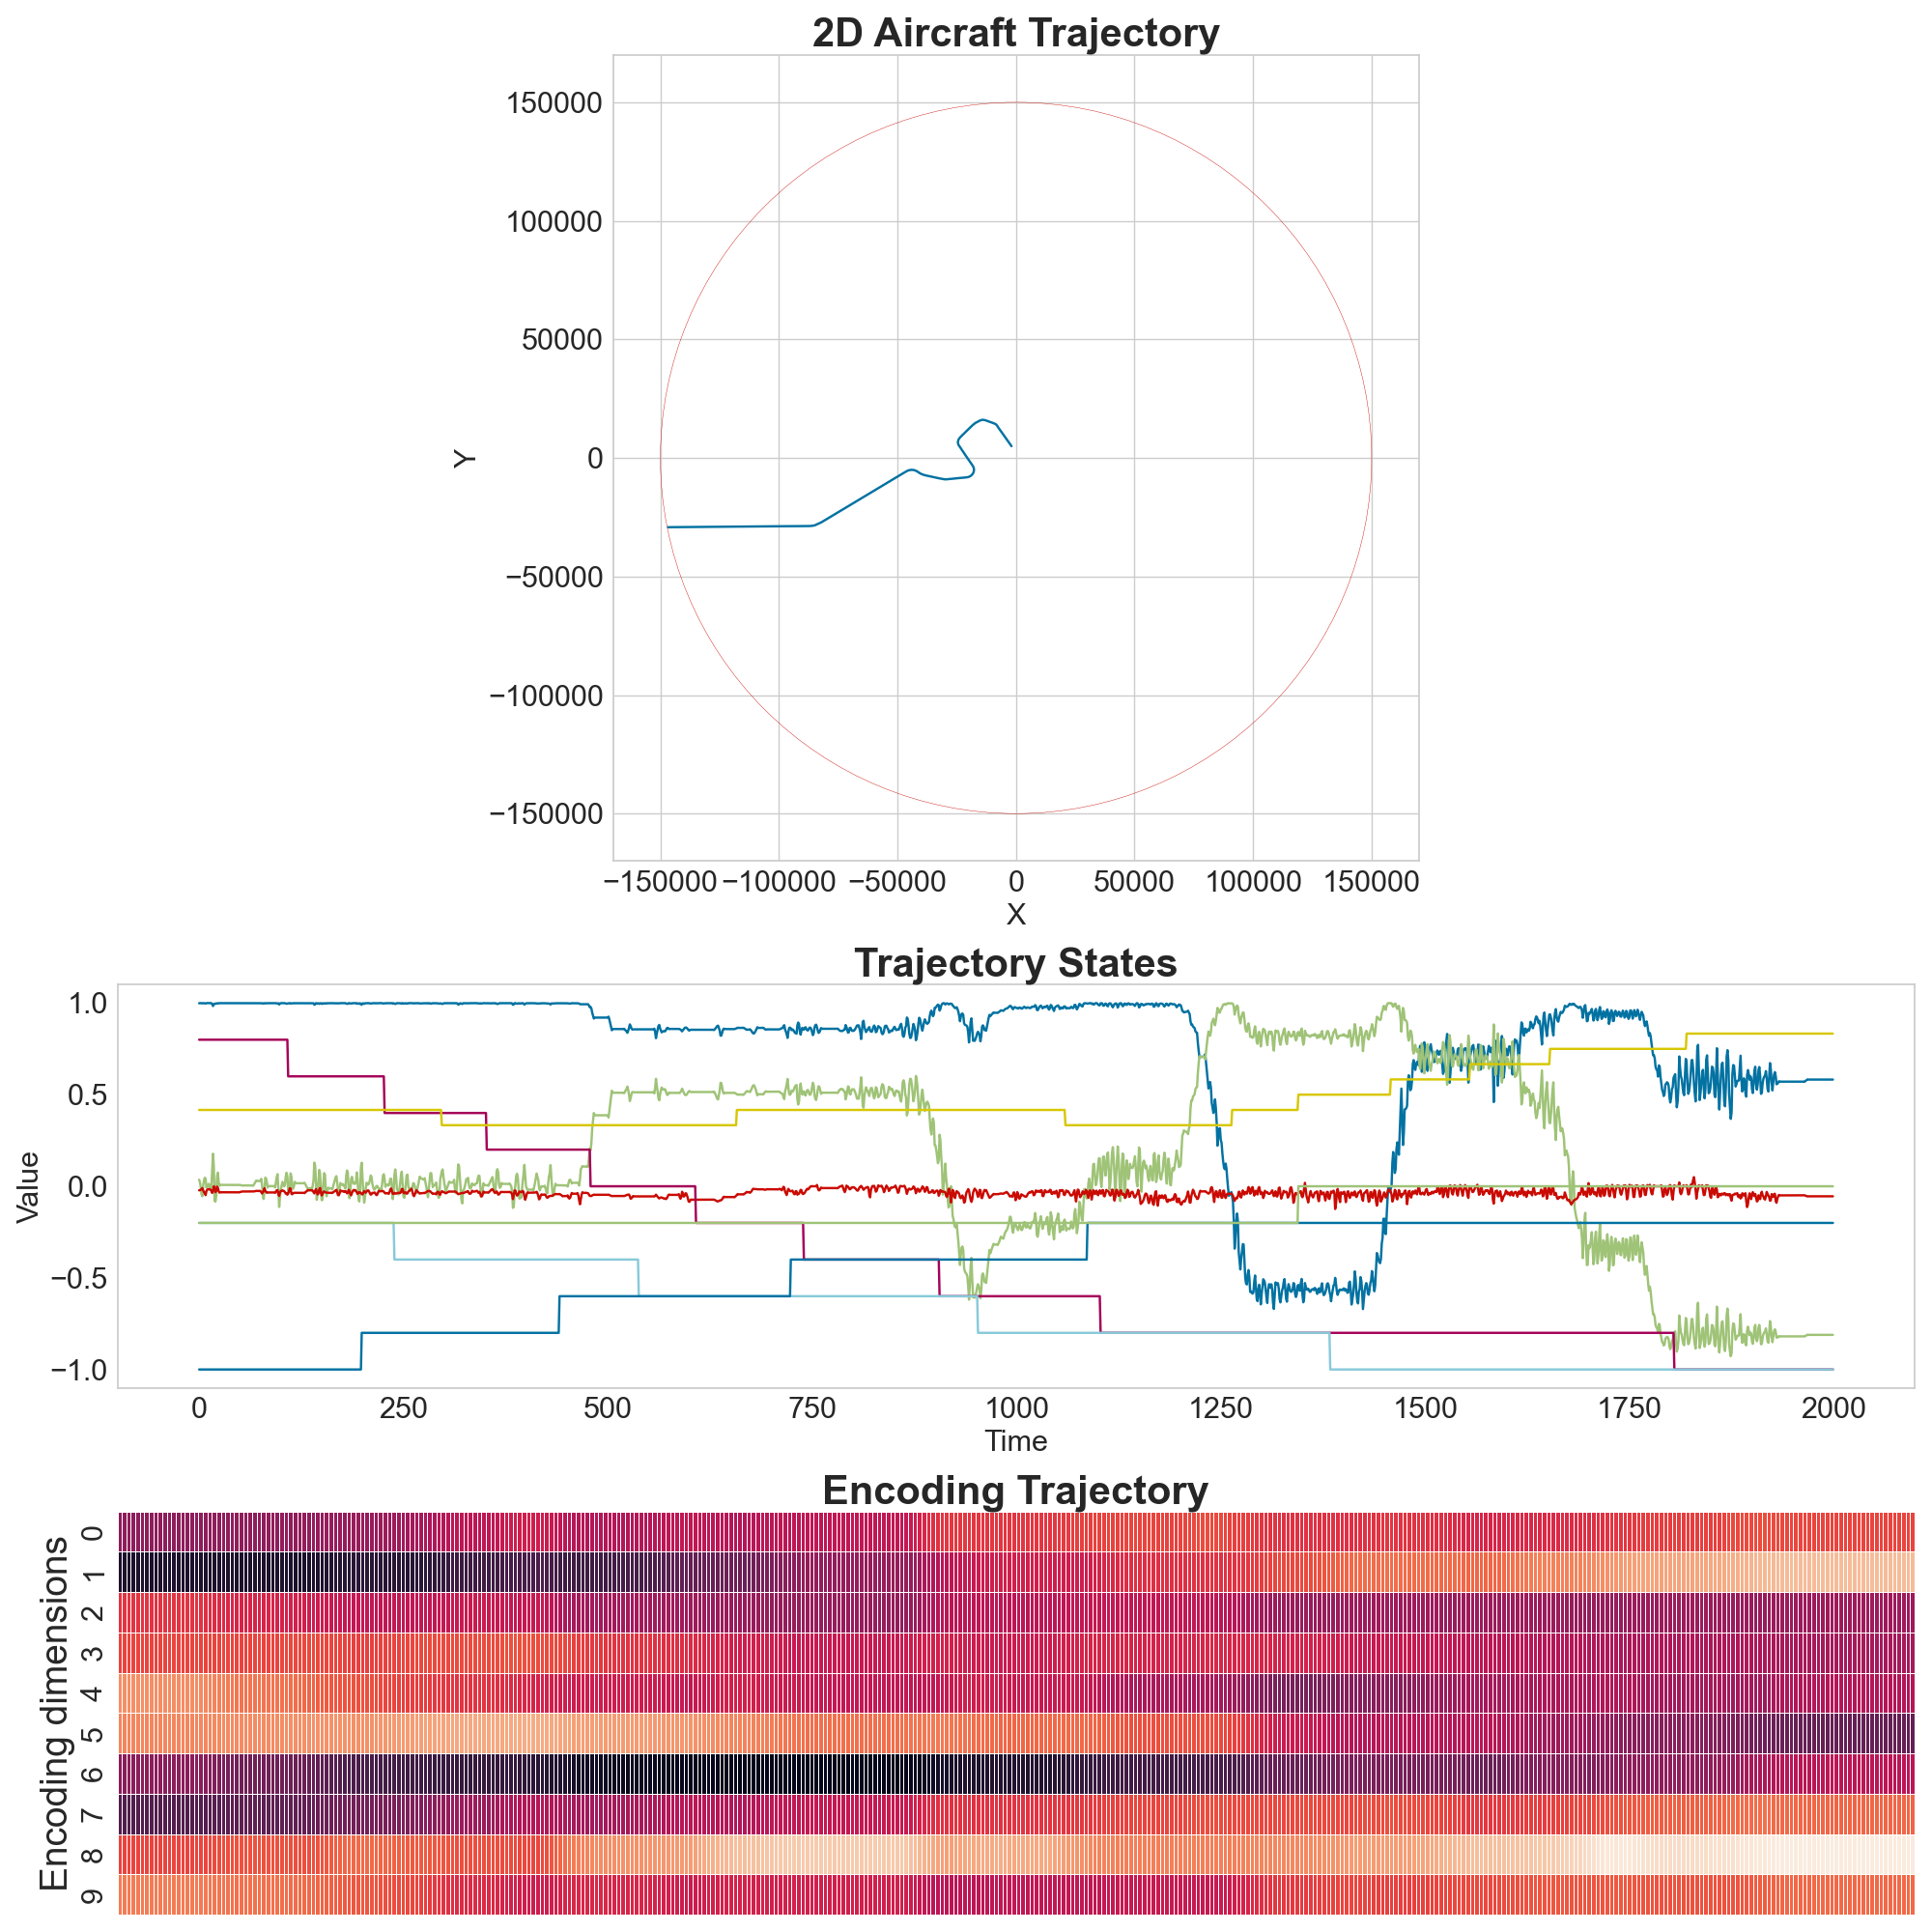 2D Aircraft Trajectory
150000
100000
50000
0
−50000
−100000
−150000
Y
−150000 −100000 −50000 0 50000 100000 150000
X
Trajectory States
1.0
0.5
0.0
−0.5
−1.0
Value
0 250 500 750 1000 1250 1500 1750 2000
Time
Encoding Trajectory
0
1
2
3
4
5
6
7
8
9
Encoding dimensions